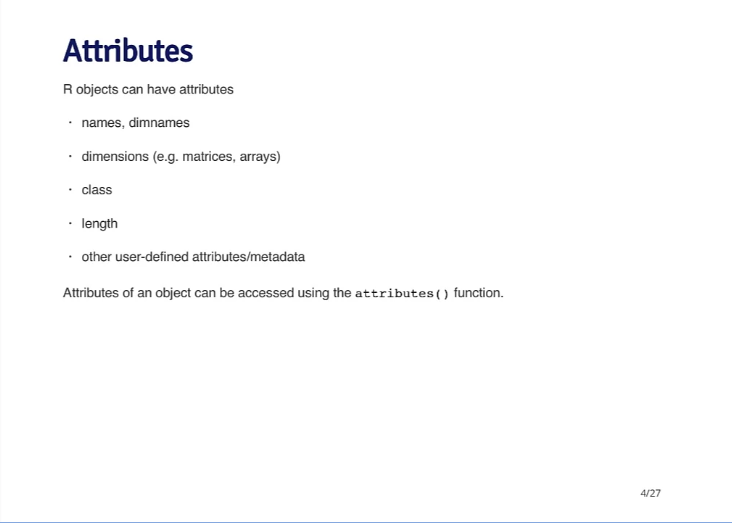 Attributes
R objects can have attributes
· names, dimnames
· dimensions (e.g. matrices, arrays)
· class
· length
· other user-defined attributes/metadata
Attributes of an object can be accessed using the attributes() function.
4/27